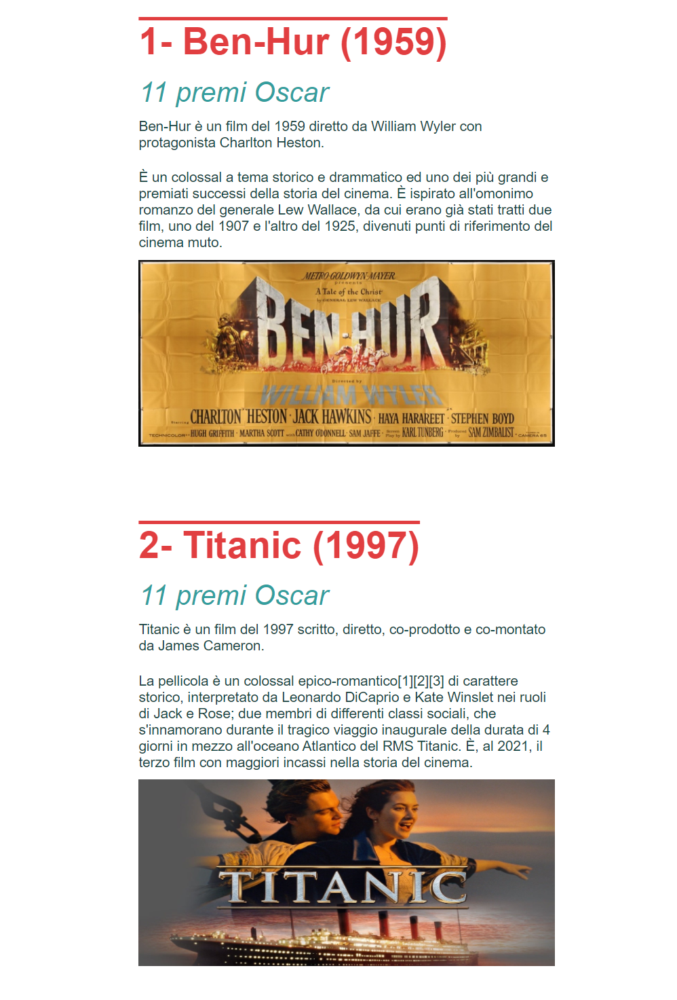 1- Ben-Hur (1959)
11 premi Oscar
Ben-Hur è un film del 1959 diretto da William Wyler con
protagonista Charlton Heston.
È un colossal a tema storico e drammatico ed uno dei più grandi e
premiati successi della storia del cinema. È ispirato all'omonimo
romanzo del generale Lew Wallace, da cui erano già stati tratti due
film, uno del 1907 e l'altro del 1925, divenuti punti di riferimento del
cinema muto.
METRO-GOLDWYN-MAYER
presents
A Tale of the Christ
by GENERAL LEW WALLACE
BEN-HUR
Directed by
WILLIAM WYLER
Starring CHARLTON HESTON · JACK HAWKINS · HAYA HARAREET · STEPHEN BOYD
TECHNICOLOR · HUGH GRIFFITH · MARTHA SCOTT with CATHY O'DONNELL · SAM JAFFE · Screen Play by KARL TUNBERG · Produced by SAM ZIMBALIST · CAMERA 65
2- Titanic (1997)
11 premi Oscar
Titanic è un film del 1997 scritto, diretto, co-prodotto e co-montato
da James Cameron.
La pellicola è un colossal epico-romantico[1][2][3] di carattere
storico, interpretato da Leonardo DiCaprio e Kate Winslet nei ruoli
di Jack e Rose; due membri di differenti classi sociali, che
s'innamorano durante il tragico viaggio inaugurale della durata di 4
giorni in mezzo all'oceano Atlantico del RMS Titanic. È, al 2021, il
terzo film con maggiori incassi nella storia del cinema.
TITANIC